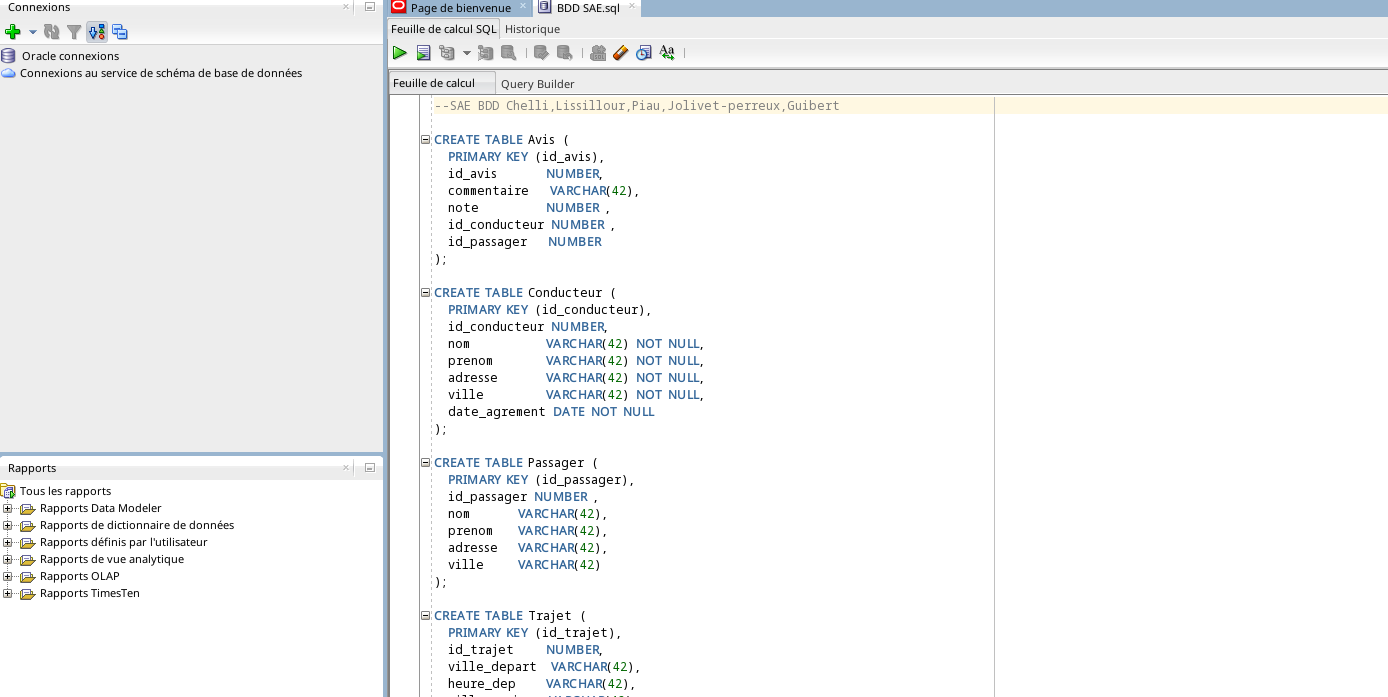 Connexions
Oracle connexions
Connexions au service de schéma de base de données
Rapports
Tous les rapports
Rapports Data Modeler
Rapports de dictionnaire de données
Rapports définis par l'utilisateur
Rapports de vue analytique
Rapports OLAP
Rapports TimesTen
Page de bienvenue
BDD SAE.sql
Feuille de calcul SQL
Historique
Aa
Feuille de calcul
Query Builder
--SAE BDD Chelli,Lissillour,Piau,Jolivet-perreux,Guibert
CREATE TABLE Avis (
PRIMARY KEY (id_avis),
id_avis NUMBER,
commentaire VARCHAR(42),
note NUMBER ,
id_conducteur NUMBER ,
id_passager NUMBER
);
CREATE TABLE Conducteur (
PRIMARY KEY (id_conducteur),
id_conducteur NUMBER,
nom VARCHAR(42) NOT NULL,
prenom VARCHAR(42) NOT NULL,
adresse VARCHAR(42) NOT NULL,
ville VARCHAR(42) NOT NULL,
date_agrement DATE NOT NULL
);
CREATE TABLE Passager (
PRIMARY KEY (id_passager),
id_passager NUMBER ,
nom VARCHAR(42),
prenom VARCHAR(42),
adresse VARCHAR(42),
ville VARCHAR(42)
);
CREATE TABLE Trajet (
PRIMARY KEY (id_trajet),
id_trajet NUMBER,
ville_depart VARCHAR(42),
heure_dep VARCHAR(42),